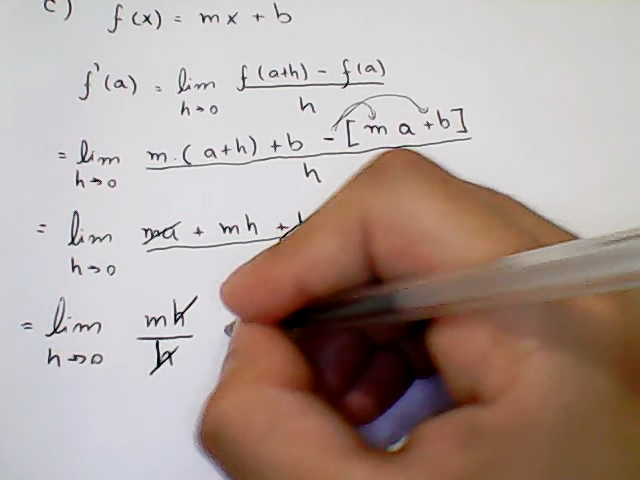 c) f(x) = mx + b
f'(a) = lim h→0 f(a+h) - f(a) / h
= lim h→0 m.(a+h) + b - [ma + b] / h
= lim h→0 ma + mh +
= lim h→0 mh / h